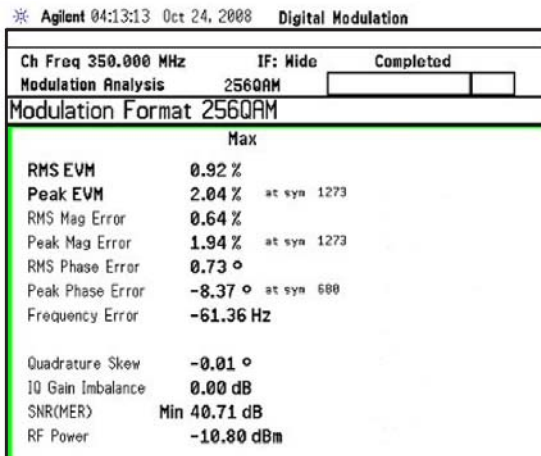 Agilent 04:13:13 Oct 24, 2008 Digital Modulation
Ch Freq 350.000 MHz IF: Wide Completed
Modulation Analysis 256QAM
Modulation Format 256QAM
Max
RMS EVM 0.92 %
Peak EVM 2.04 % at sym 1273
RMS Mag Error 0.64 %
Peak Mag Error 1.94 % at sym 1273
RMS Phase Error 0.73 °
Peak Phase Error -8.37 ° at sym 680
Frequency Error -61.36 Hz
Quadrature Skew -0.01 °
IQ Gain Imbalance 0.00 dB
SNR(MER) Min 40.71 dB
RF Power -10.80 dBm